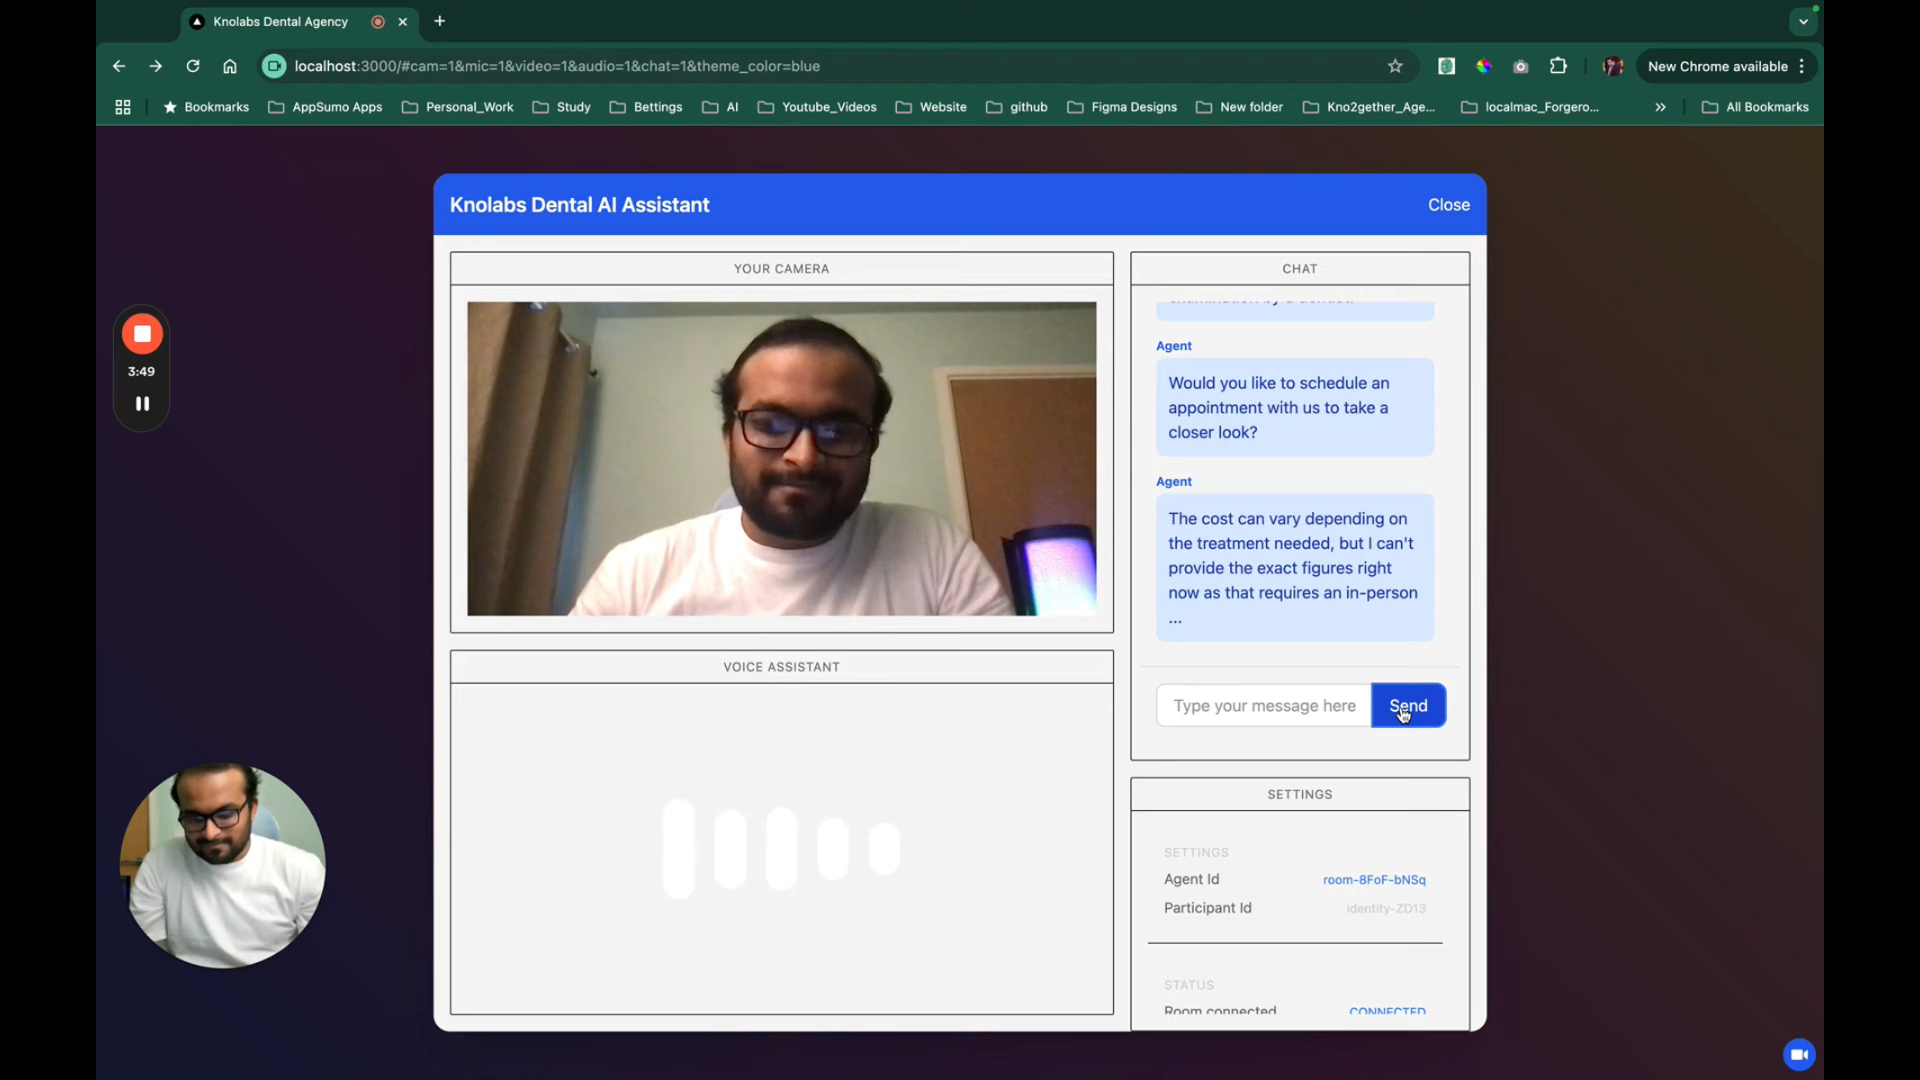 Knolabs Dental Agency
localhost:3000/#cam=1&mic=1&video=1&audio=1&chat=1&theme_color=blue
New Chrome available
Bookmarks
AppSumo Apps
Personal_Work
Study
Bettings
AI
Youtube_Videos
Website
github
Figma Designs
New folder
Kno2gether_Age...
localmac_Forgero...
All Bookmarks
Knolabs Dental AI Assistant
Close
YOUR CAMERA
CHAT
Agent
Would you like to schedule an
appointment with us to take a
closer look?
Agent
The cost can vary depending on
the treatment needed, but I can't
provide the exact figures right
now as that requires an in-person
...
Type your message here
Send
3:49
VOICE ASSISTANT
SETTINGS
SETTINGS
Agent Id
room-8FoF-bNSq
Participant Id
identity-ZD13
STATUS
Room connected
CONNECTED